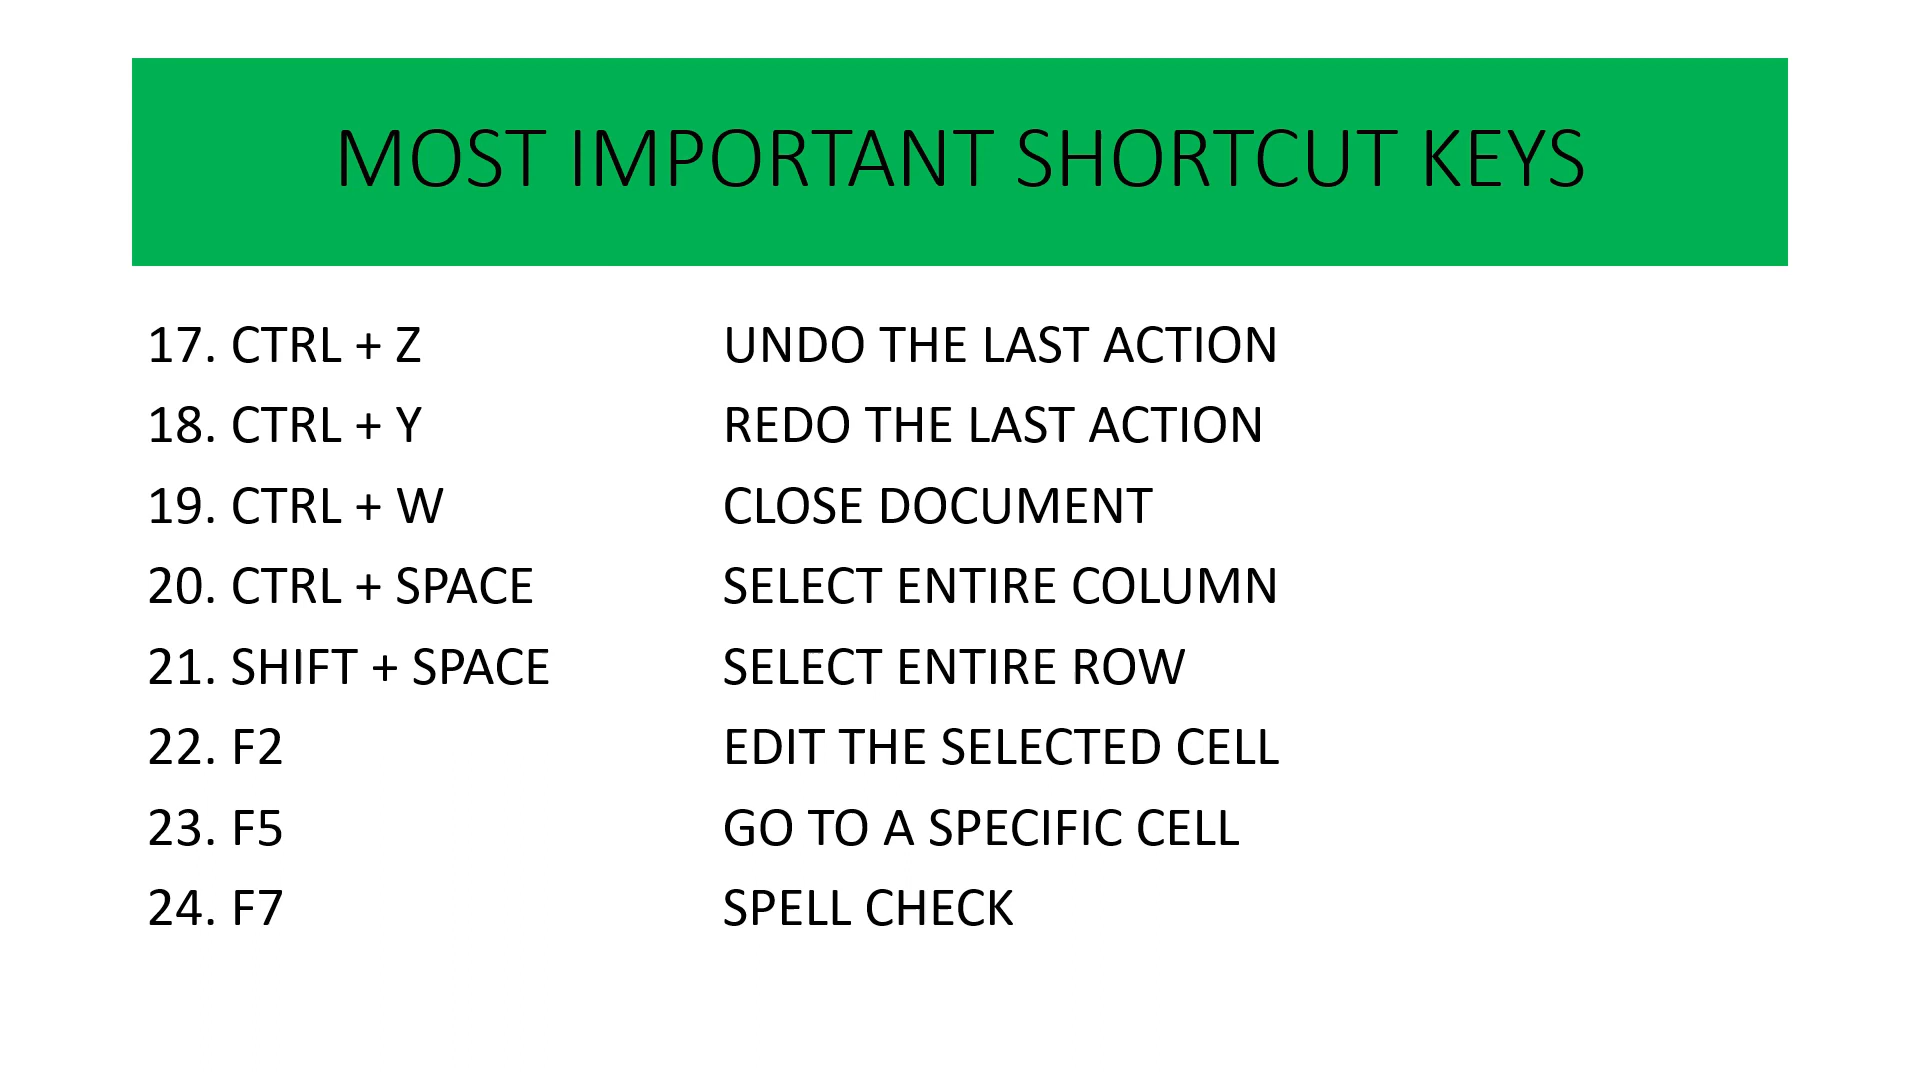 MOST IMPORTANT SHORTCUT KEYS
17. CTRL + Z UNDO THE LAST ACTION
18. CTRL + Y REDO THE LAST ACTION
19. CTRL + W CLOSE DOCUMENT
20. CTRL + SPACE SELECT ENTIRE COLUMN
21. SHIFT + SPACE SELECT ENTIRE ROW
22. F2 EDIT THE SELECTED CELL
23. F5 GO TO A SPECIFIC CELL
24. F7 SPELL CHECK